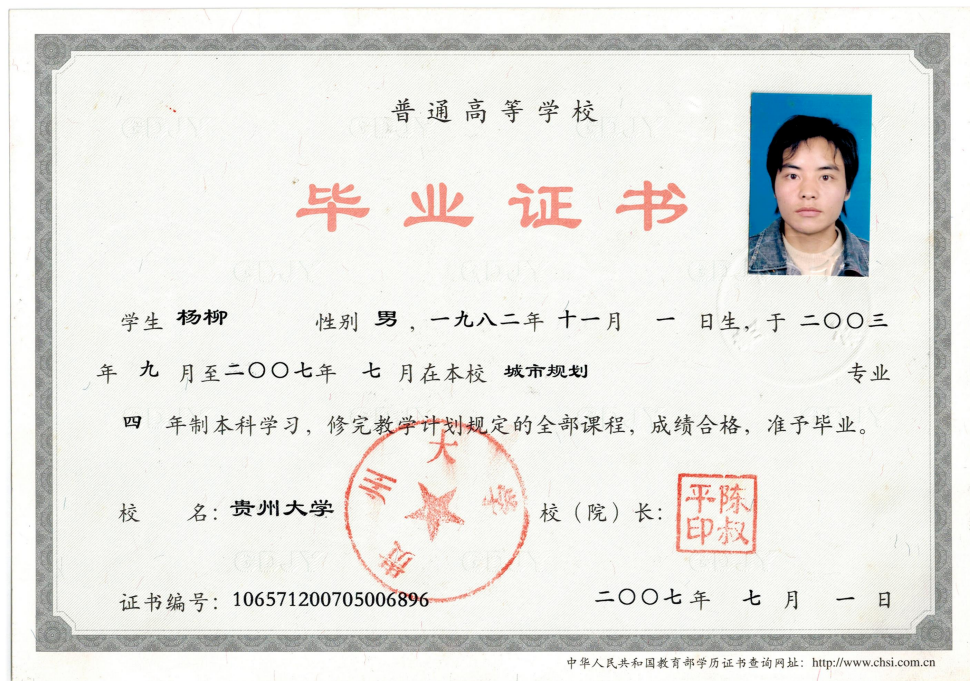 普通高等学校
毕业证书
学生 杨柳 性别 男，一九八二年 十一月 一 日生，于 二〇〇三
年 九 月至二〇〇七年 七 月在本校 城市规划 专业
四 年制本科学习，修完教学计划规定的全部课程，成绩合格，准予毕业。
贵州大学
校 名：贵州大学 校（院）长：
陈叔平印
证书编号：106571200705006896 二〇〇七年 七 月 一 日
中华人民共和国教育部学历证书查询网址：http://www.chsi.com.cn